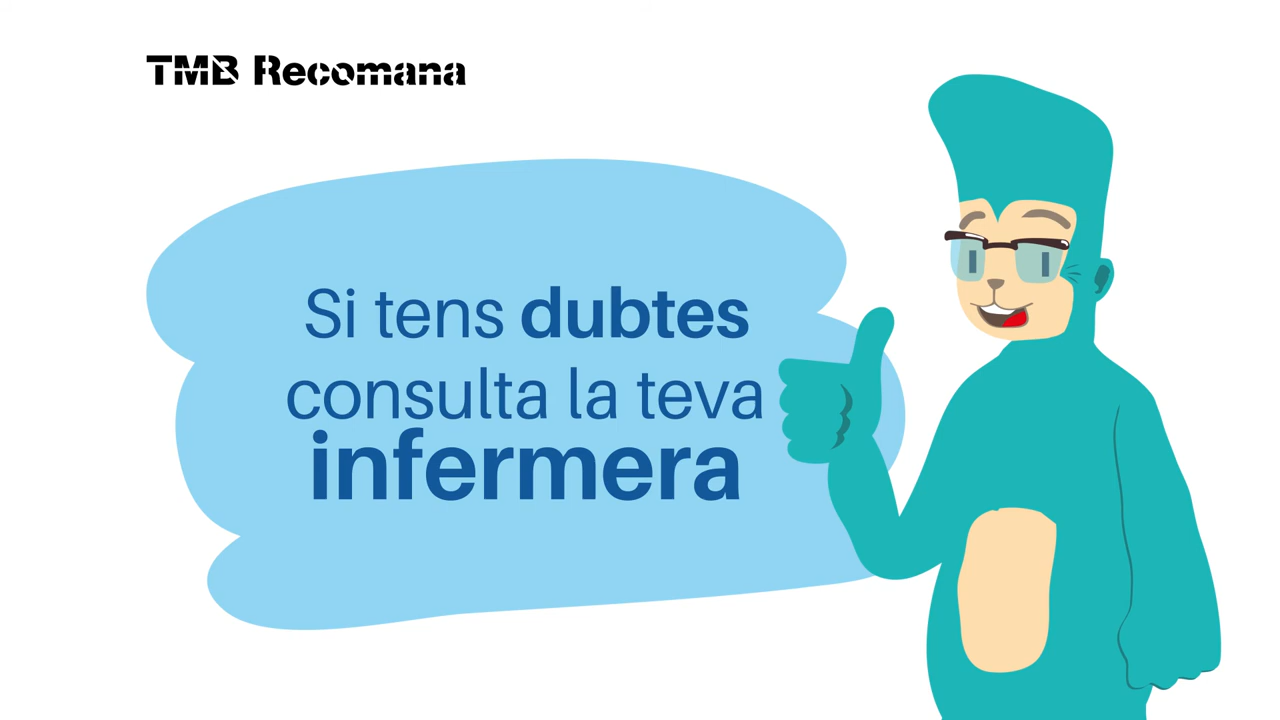 TMB Recomana
Si tens dubtes
consulta la teva
infermera